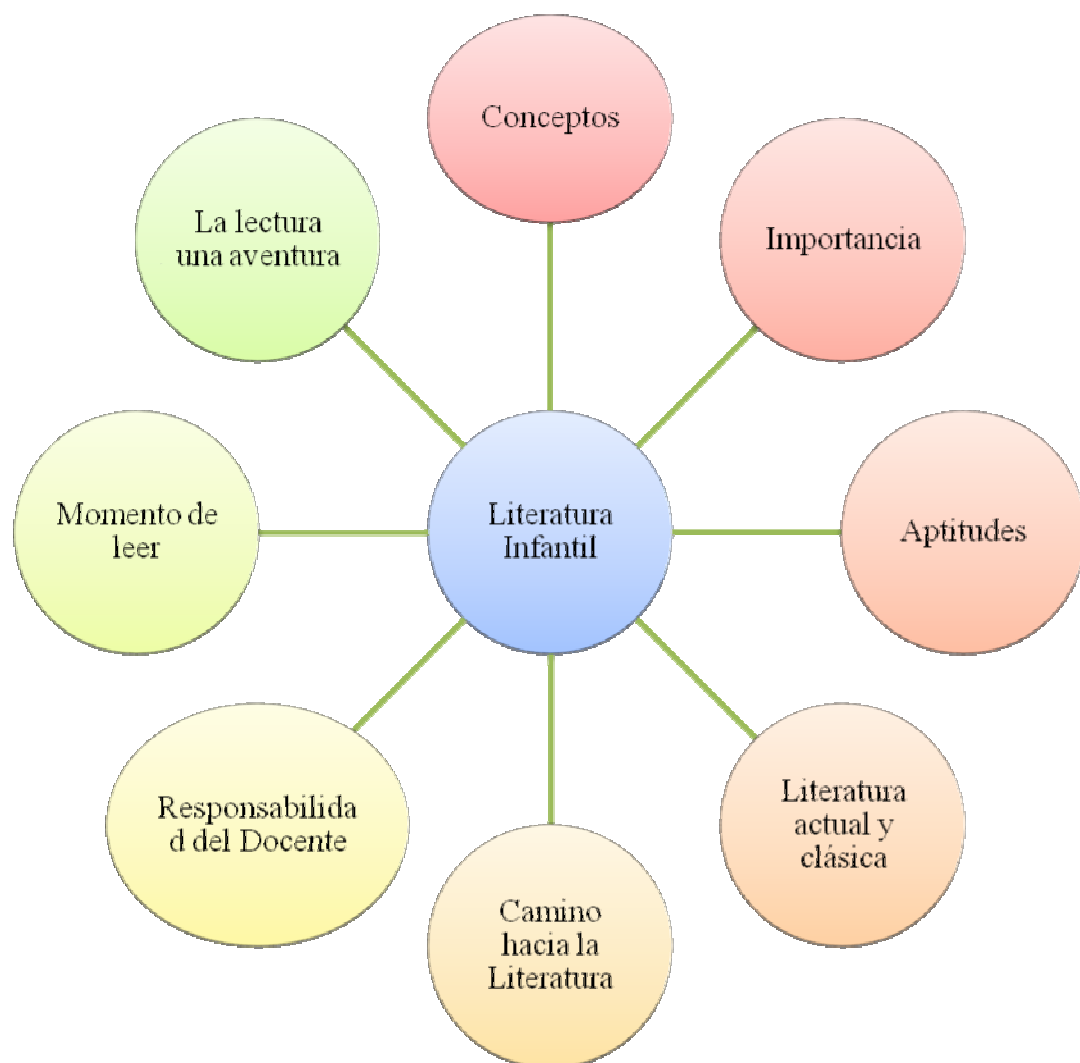 Conceptos
Importancia
Aptitudes
Literatura
actual y
clásica
Camino
hacia la
Literatura
Responsabilida
d del Docente
Momento de
leer
La lectura
una aventura
Literatura
Infantil